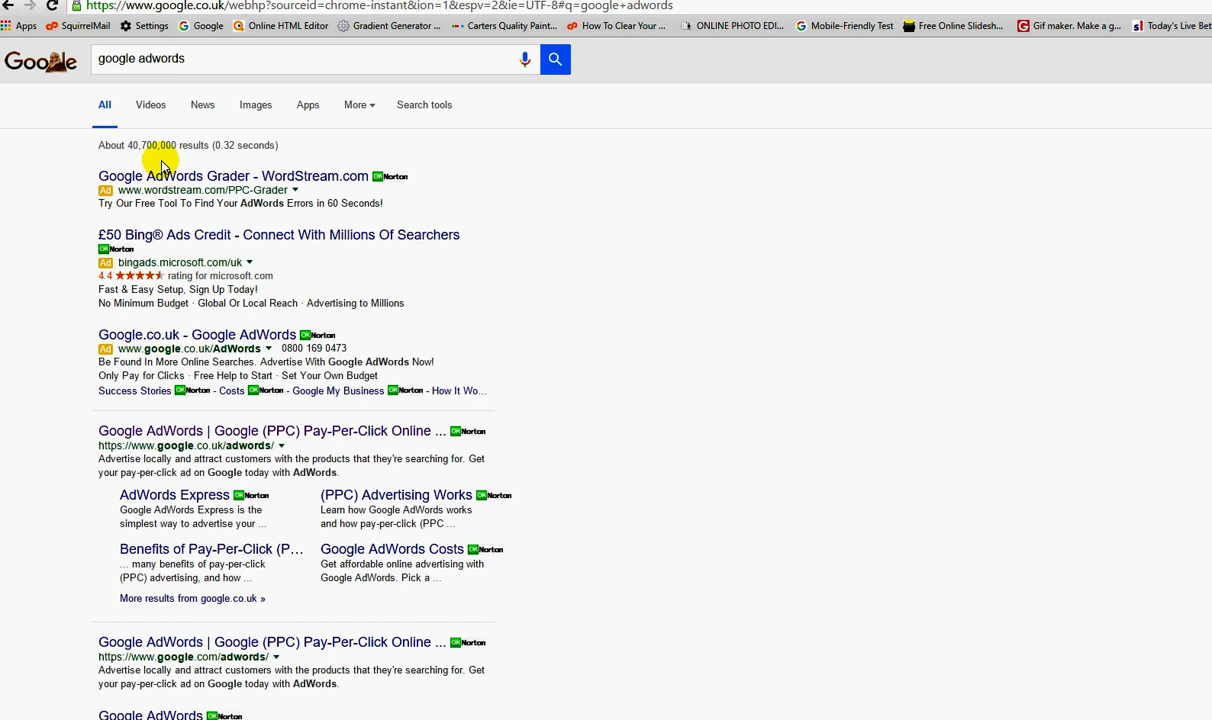 https://www.google.co.uk/webhp?sourceid=chrome-instant&ion=1&espv=2&ie=UTF-8#q=google+adwords
Apps SquirrelMail Settings Google Online HTML Editor Gradient Generator ... Carters Quality Paint... How To Clear Your ... ONLINE PHOTO EDI... Mobile-Friendly Test Free Online Slidesh... Gif maker. Make a g... Today's Live Bet
Google google adwords
All Videos News Images Apps More Search tools
About 40,700,000 results (0.32 seconds)
Google AdWords Grader - WordStream.com OK Norton
Ad www.wordstream.com/PPC-Grader
Try Our Free Tool To Find Your AdWords Errors in 60 Seconds!
£50 Bing® Ads Credit - Connect With Millions Of Searchers
OK Norton
Ad bingads.microsoft.com/uk
4.4 rating for microsoft.com
Fast & Easy Setup, Sign Up Today!
No Minimum Budget · Global Or Local Reach · Advertising to Millions
Google.co.uk - Google AdWords OK Norton
Ad www.google.co.uk/AdWords 0800 169 0473
Be Found In More Online Searches. Advertise With Google AdWords Now!
Only Pay for Clicks · Free Help to Start · Set Your Own Budget
Success Stories OK Norton - Costs OK Norton - Google My Business OK Norton - How It Wo...
Google AdWords | Google (PPC) Pay-Per-Click Online ... OK Norton
https://www.google.co.uk/adwords/
Advertise locally and attract customers with the products that they're searching for. Get
your pay-per-click ad on Google today with AdWords.
AdWords Express OK Norton
Google AdWords Express is the
simplest way to advertise your ...
(PPC) Advertising Works OK Norton
Learn how Google AdWords works
and how pay-per-click (PPC ...
Benefits of Pay-Per-Click (P...
... many benefits of pay-per-click
(PPC) advertising, and how ...
Google AdWords Costs OK Norton
Get affordable online advertising with
Google AdWords. Pick a ...
More results from google.co.uk »
Google AdWords | Google (PPC) Pay-Per-Click Online ... OK Norton
https://www.google.com/adwords/
Advertise locally and attract customers with the products that they're searching for. Get
your pay-per-click ad on Google today with AdWords.
Google AdWords OK Norton